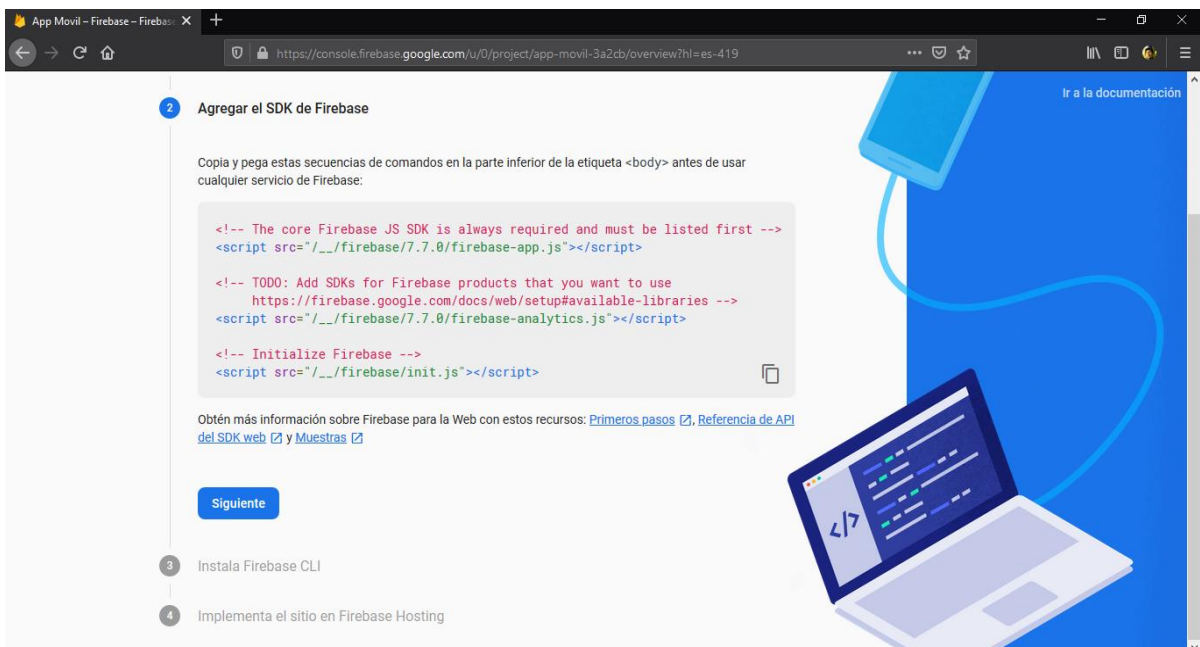 App Movil – Firebase – Firebase
https://console.firebase.google.com/u/0/project/app-movil-3a2cb/overview?hl=es-419
Ir a la documentación
2 Agregar el SDK de Firebase
Copia y pega estas secuencias de comandos en la parte inferior de la etiqueta <body> antes de usar
cualquier servicio de Firebase:
<!-- The core Firebase JS SDK is always required and must be listed first -->
<script src="/__/firebase/7.7.0/firebase-app.js"></script>
<!-- TODO: Add SDKs for Firebase products that you want to use
https://firebase.google.com/docs/web/setup#available-libraries -->
<script src="/__/firebase/7.7.0/firebase-analytics.js"></script>
<!-- Initialize Firebase -->
<script src="/__/firebase/init.js"></script>
Obtén más información sobre Firebase para la Web con estos recursos: Primeros pasos, Referencia de API
del SDK web y Muestras
Siguiente
</>
3 Instala Firebase CLI
4 Implementa el sitio en Firebase Hosting